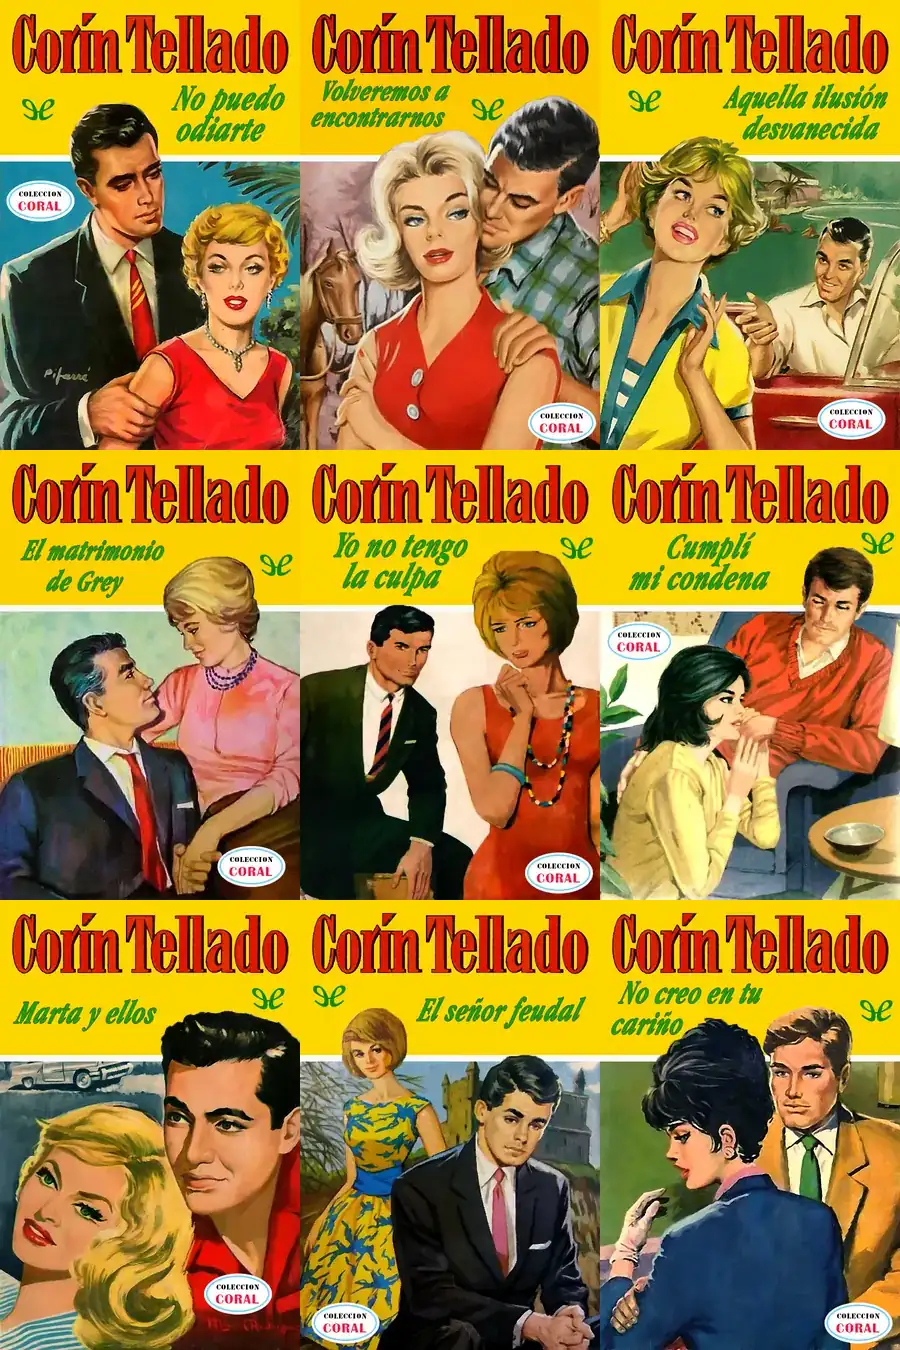 Corín Tellado
No puedo
odiarte
COLECCION
CORAL
Pifarré
Corín Tellado
Volveremos a
encontrarnos
COLECCION
CORAL
Corín Tellado
Aquella ilusión
desvanecida
COLECCION
CORAL
Corín Tellado
El matrimonio
de Grey
COLECCION
CORAL
Corín Tellado
Yo no tengo
la culpa
COLECCION
CORAL
Corín Tellado
Cumplí
mi condena
COLECCION
CORAL
Corín Tellado
Marta y ellos
COLECCION
CORAL
Corín Tellado
El señor feudal
COLECCION
CORAL
Corín Tellado
No creo en tu
cariño
COLECCION
CORAL